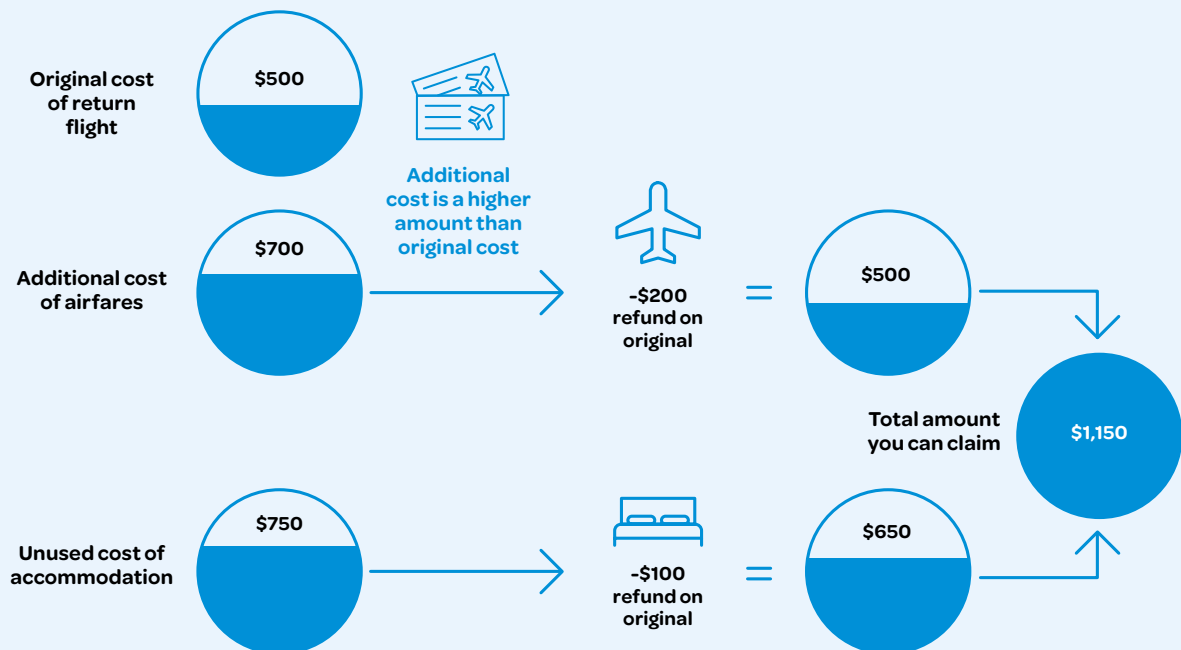 Original cost
of return
flight
$500
Additional
cost is a higher
amount than
original cost
Additional cost
of airfares
$700
-$200
refund on
original
=
$500
Total amount
you can claim
$1,150
Unused cost of
accommodation
$750
-$100
refund on
original
=
$650